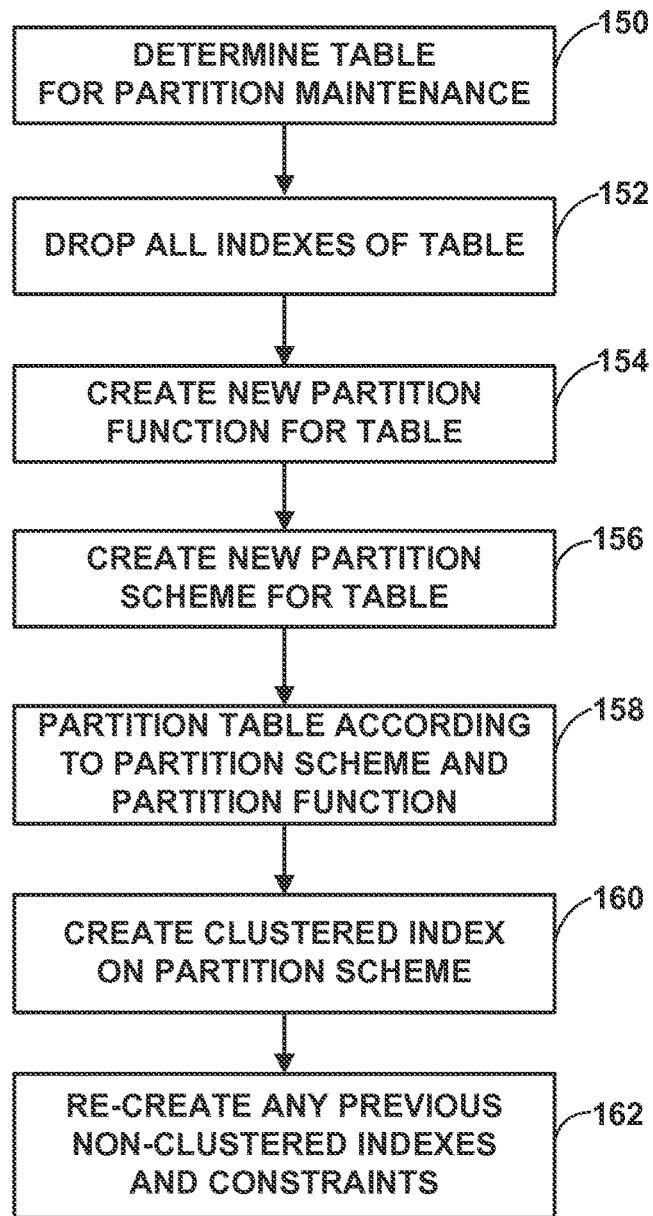 150
DETERMINE TABLE
FOR PARTITION MAINTENANCE
152
DROP ALL INDEXES OF TABLE
154
CREATE NEW PARTITION
FUNCTION FOR TABLE
156
CREATE NEW PARTITION
SCHEME FOR TABLE
158
PARTITION TABLE ACCORDING
TO PARTITION SCHEME AND
PARTITION FUNCTION
160
CREATE CLUSTERED INDEX
ON PARTITION SCHEME
162
RE-CREATE ANY PREVIOUS
NON-CLUSTERED INDEXES
AND CONSTRAINTS